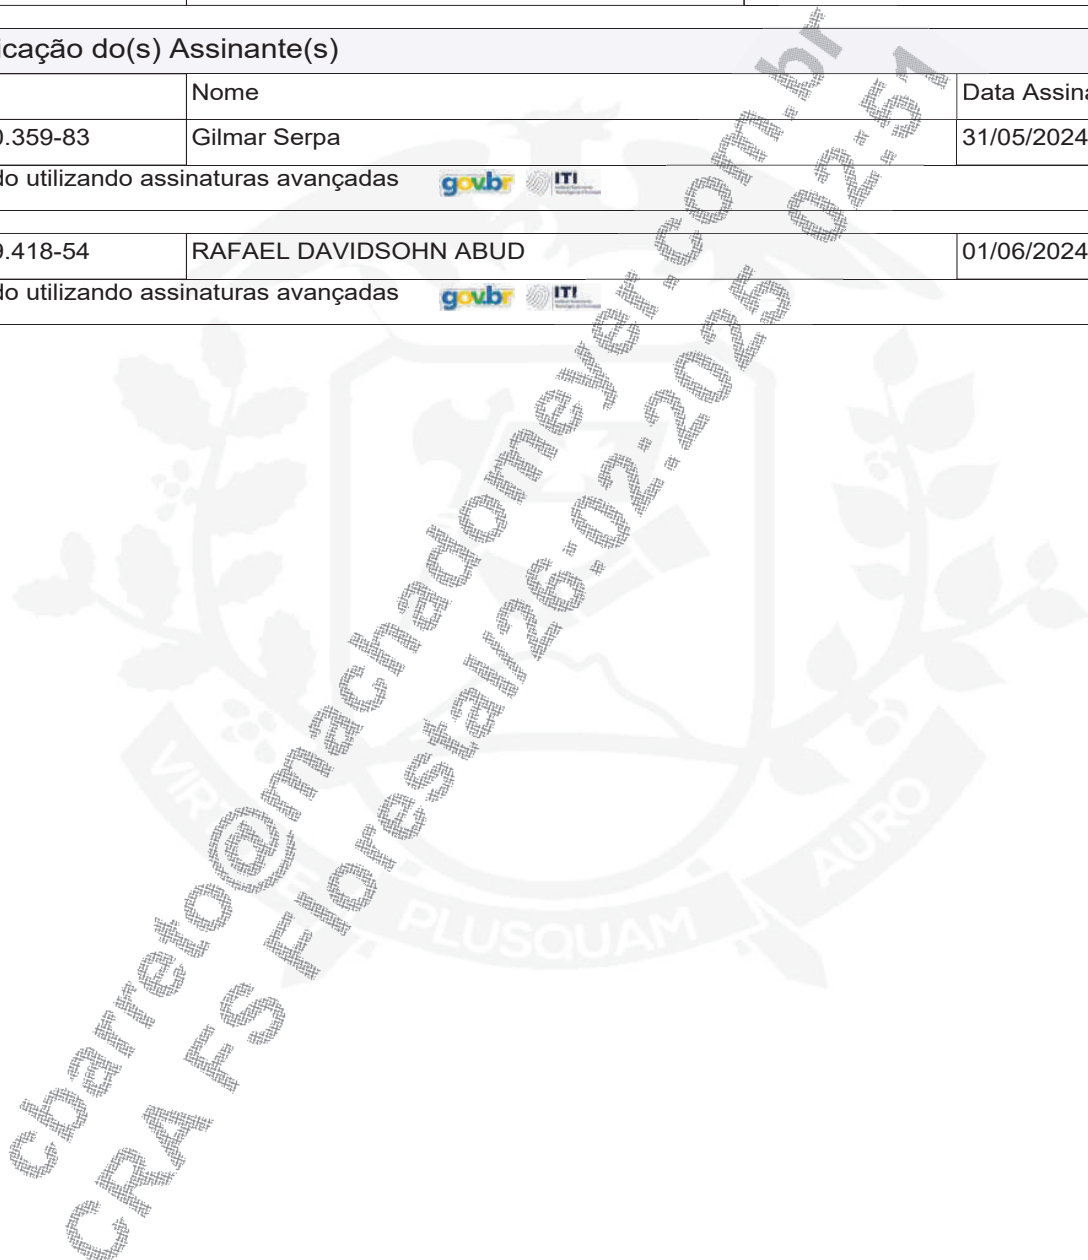 icação do(s) Assinante(s)
Nome
Data Assina
0.359-83
Gilmar Serpa
31/05/2024
do utilizando assinaturas avançadas
gov.br
ITI
9.418-54
RAFAEL DAVIDSOHN ABUD
01/06/2024
do utilizando assinaturas avançadas
gov.br
ITI
cbarreto@machadomeyer.com.br
CRA FS Florestal/26-02-2025 02:51
PLUSQUAM
AURO